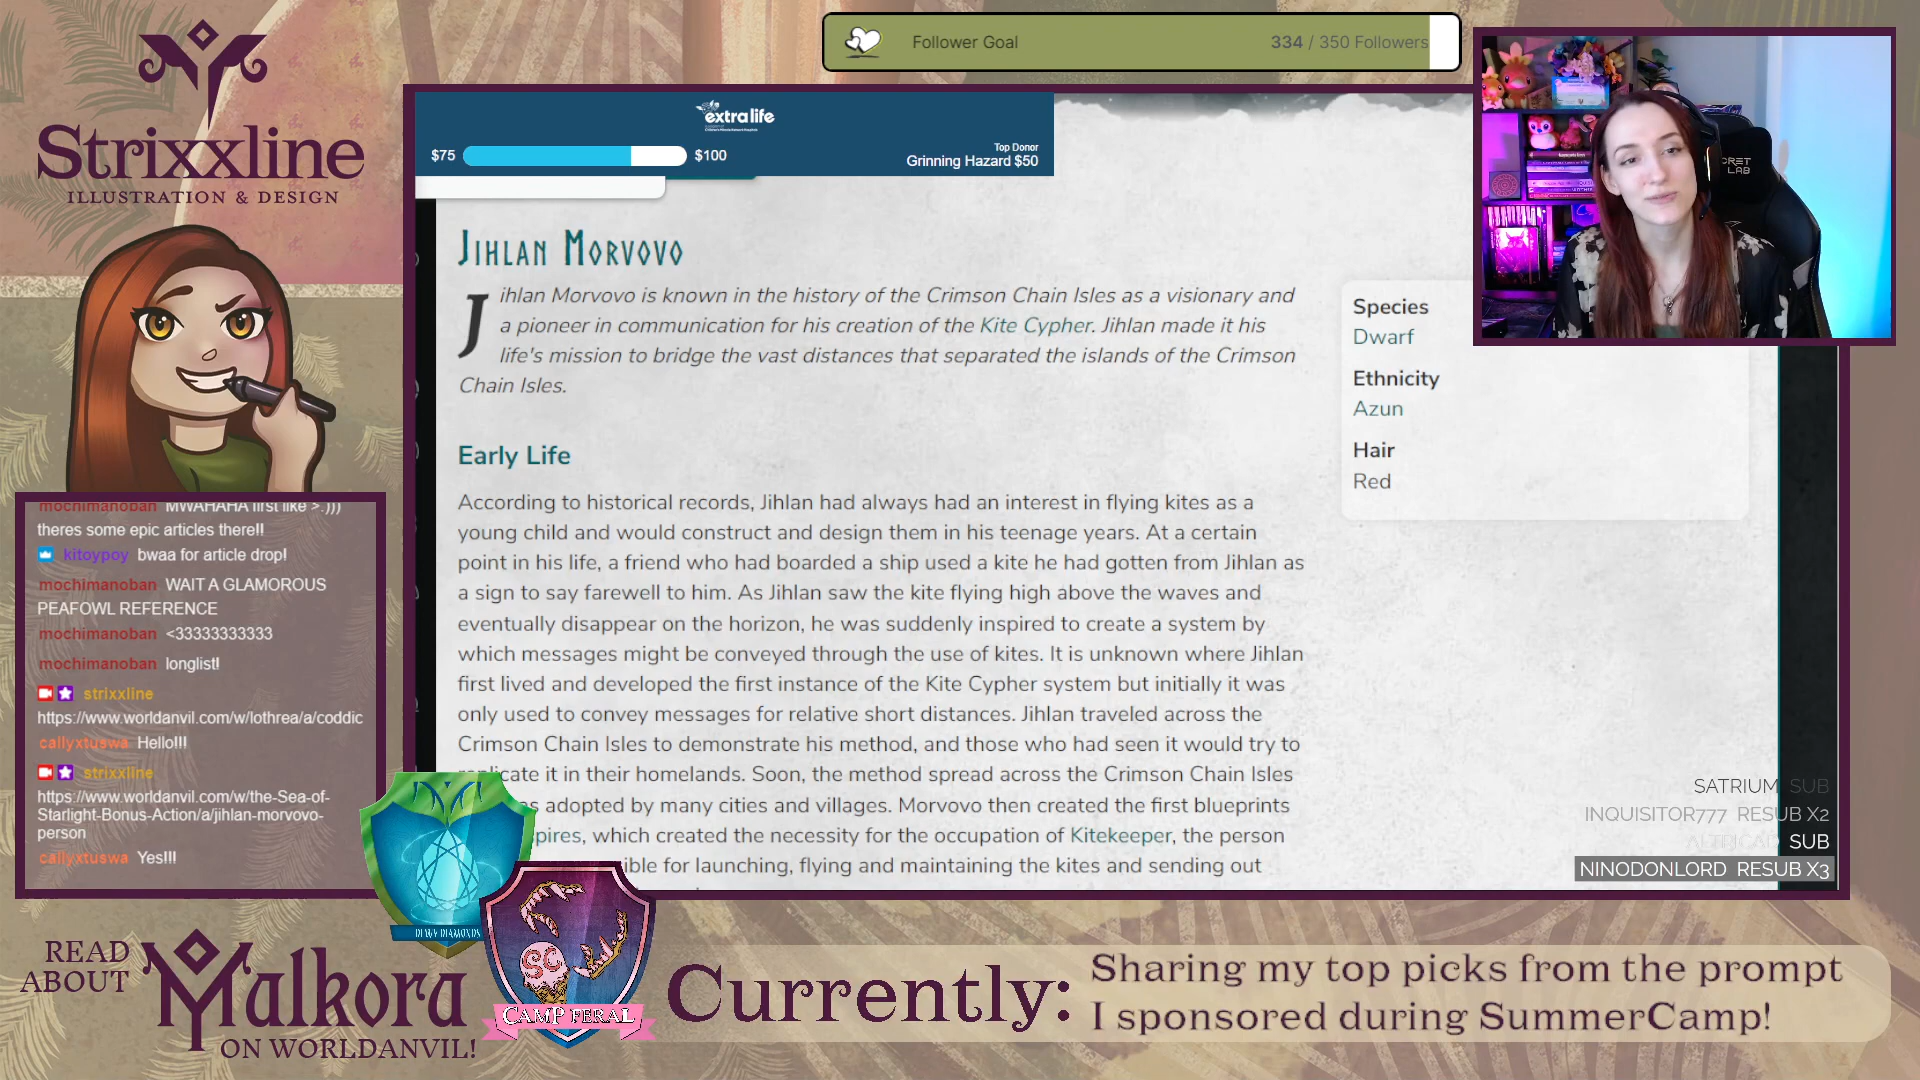 Strixxline
ILLUSTRATION & DESIGN
Follower Goal
334 / 350 Followers
extralife
$75
$100
Top Donor
Grinning Hazard $50
CRET
LAB
JIHLAN MORVOVO
Jihlan Morvovo is known in the history of the Crimson Chain Isles as a visionary and
a pioneer in communication for his creation of the Kite Cypher. Jihlan made it his
life's mission to bridge the vast distances that separated the islands of the Crimson
Chain Isles.
Early Life
According to historical records, Jihlan had always had an interest in flying kites as a
young child and would construct and design them in his teenage years. At a certain
point in his life, a friend who had boarded a ship used a kite he had gotten from Jihlan as
a sign to say farewell to him. As Jihlan saw the kite flying high above the waves and
eventually disappear on the horizon, he was suddenly inspired to create a system by
which messages might be conveyed through the use of kites. It is unknown where Jihlan
first lived and developed the first instance of the Kite Cypher system but initially it was
only used to convey messages for relative short distances. Jihlan traveled across the
Crimson Chain Isles to demonstrate his method, and those who had seen it would try to
replicate it in their homelands. Soon, the method spread across the Crimson Chain Isles
adopted by many cities and villages. Morvovo then created the first blueprints
pires, which created the necessity for the occupation of Kitekeeper, the person
ible for launching, flying and maintaining the kites and sending out
Species
Dwarf
Ethnicity
Azun
Hair
Red
mochimanoban MWAHAHA first like >:)))
theres some epic articles there!!
kitoypoy bwaa for article drop!
mochimanoban WAIT A GLAMOROUS
PEAFOWL REFERENCE
mochimanoban <33333333333
mochimanoban longlist!
strixxline
https://www.worldanvil.com/w/lothrea/a/coddic
callyxtuswa Hello!!!
strixxline
https://www.worldanvil.com/w/the-Sea-of-
Starlight-Bonus-Action/a/jihlan-morvovo-
person
callyxtuswa Yes!!!
SATRIUM SUB
INQUISITOR777 RESUB X2
ALTRICAD SUB
NINODONLORD RESUB X3
DEWY DIAMONDS
SC
CAMP FERAL
READ
ABOUT
Malkora
ON WORLDANVIL!
Currently:
Sharing my top picks from the prompt
I sponsored during SummerCamp!